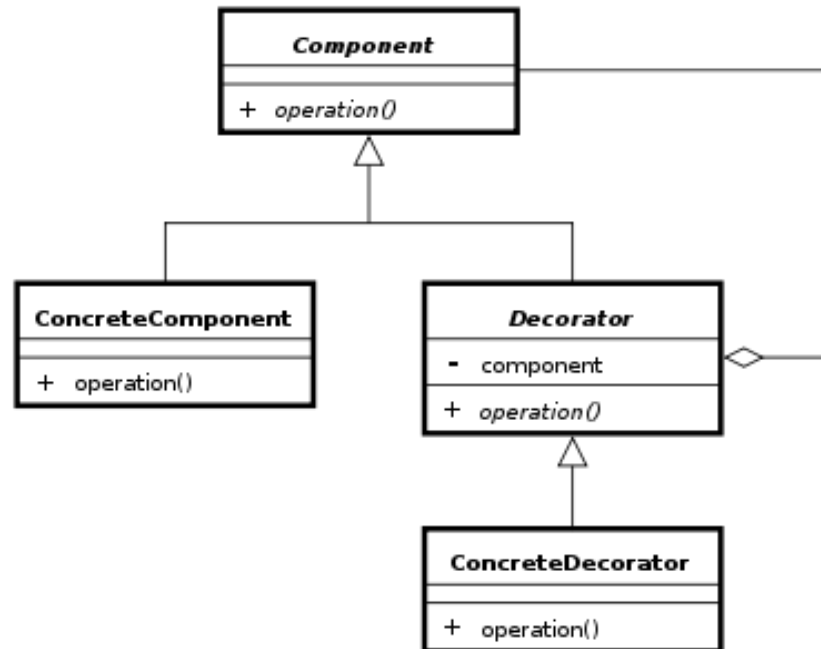 Component
+ operation()
ConcreteComponent
+ operation()
Decorator
- component
+ operation()
ConcreteDecorator
+ operation()